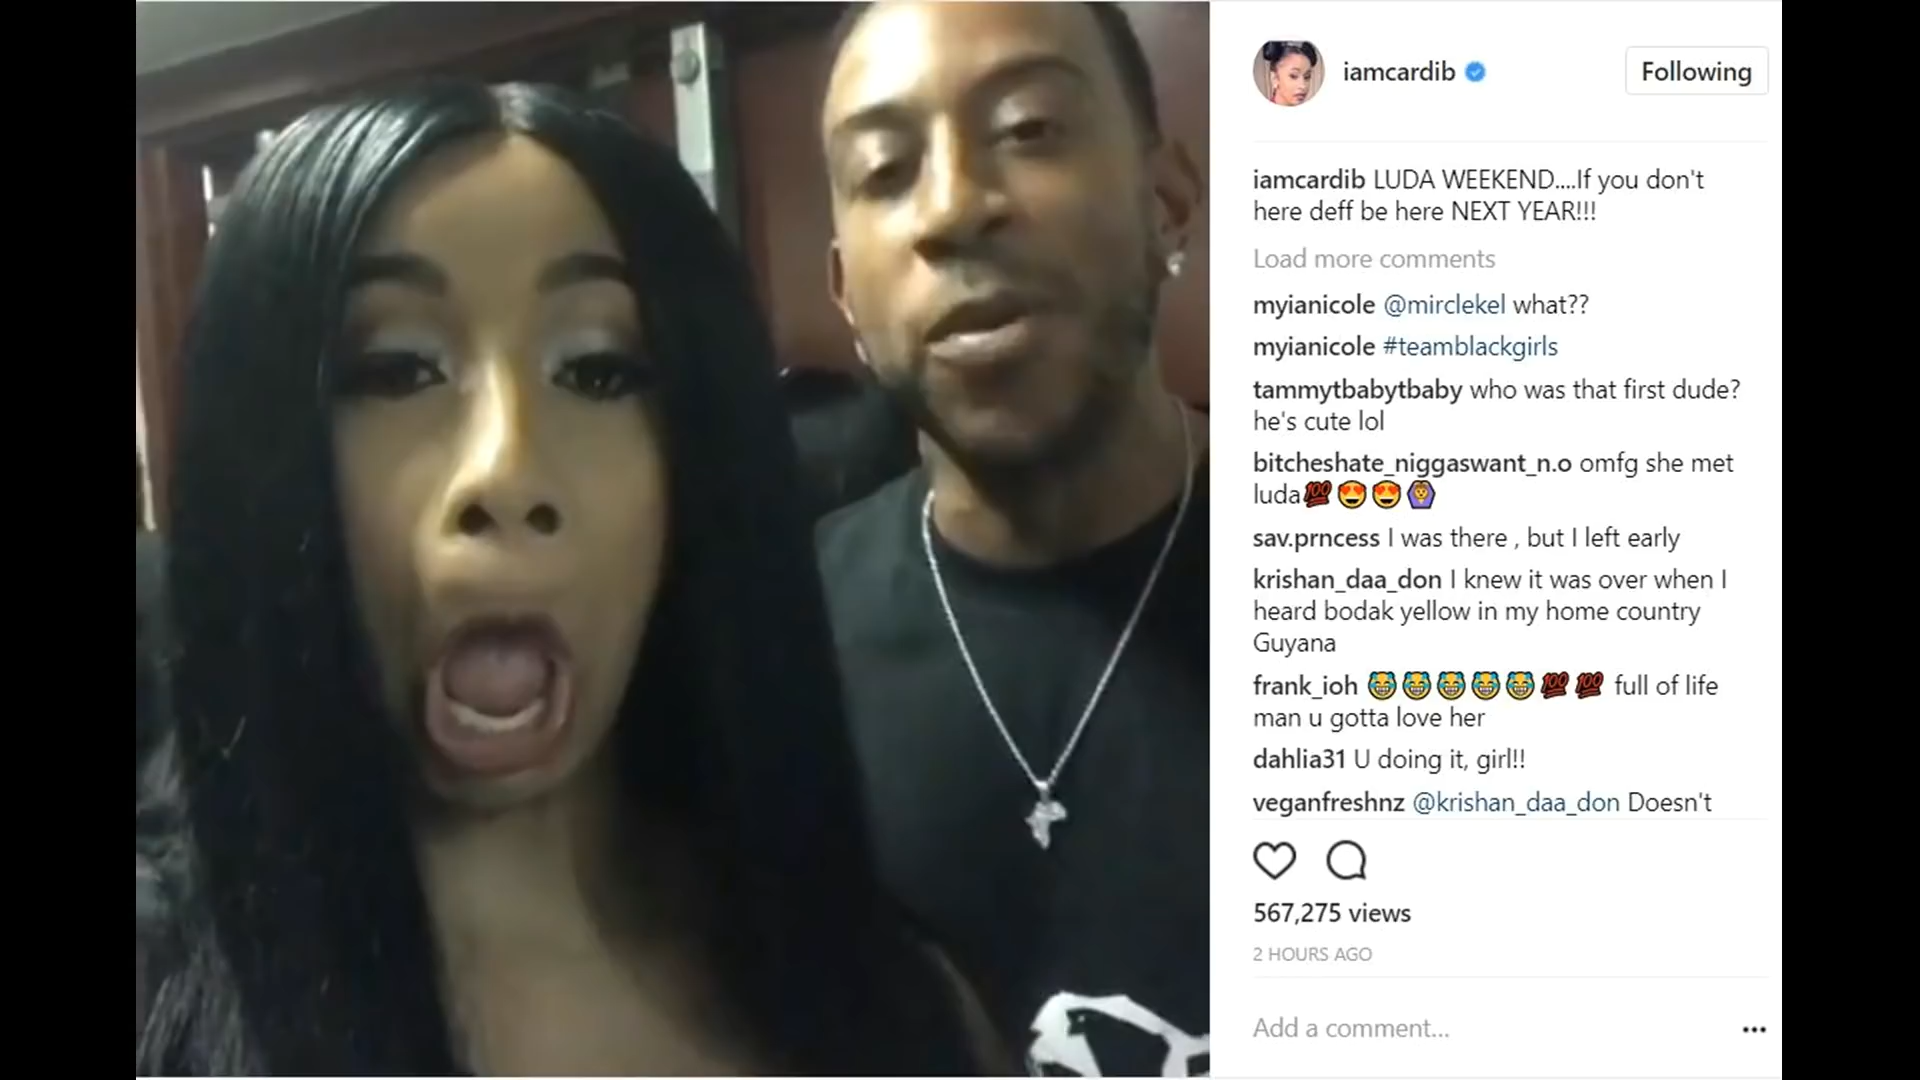 iamcardib
Following
iamcardib LUDA WEEKEND....If you don't
here deff be here NEXT YEAR!!!
Load more comments
myianicole @mirclekel what??
myianicole #teamblackgirls
tammytbabytbaby who was that first dude?
he's cute lol
bitcheshate_niggaswant_n.o omfg she met
luda💯😍😍🙆
sav.prncess I was there , but I left early
krishan_daa_don I knew it was over when I
heard bodak yellow in my home country
Guyana
frank_ioh 😹😹😹😹😹💯💯 full of life
man u gotta love her
dahlia31 U doing it, girl!!
veganfreshnz @krishan_daa_don Doesn't
567,275 views
2 HOURS AGO
Add a comment...